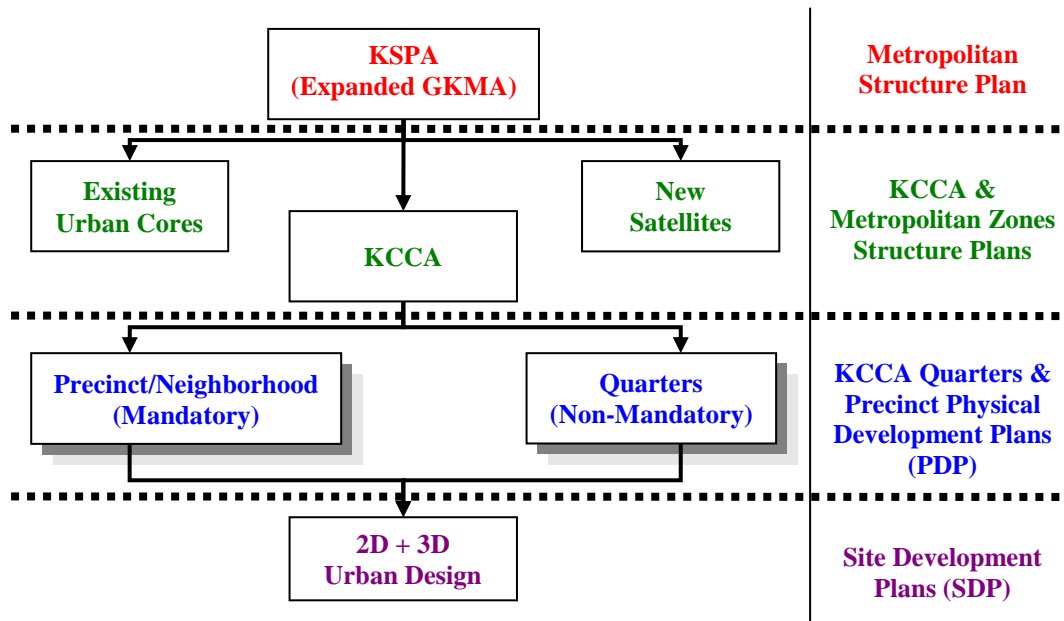 KSPA
(Expanded GKMA)
Metropolitan
Structure Plan
Existing
Urban Cores
KCCA
New
Satellites
KCCA &
Metropolitan Zones
Structure Plans
Precinct/Neighborhood
(Mandatory)
Quarters
(Non-Mandatory)
KCCA Quarters &
Precinct Physical
Development Plans
(PDP)
2D + 3D
Urban Design
Site Development
Plans (SDP)